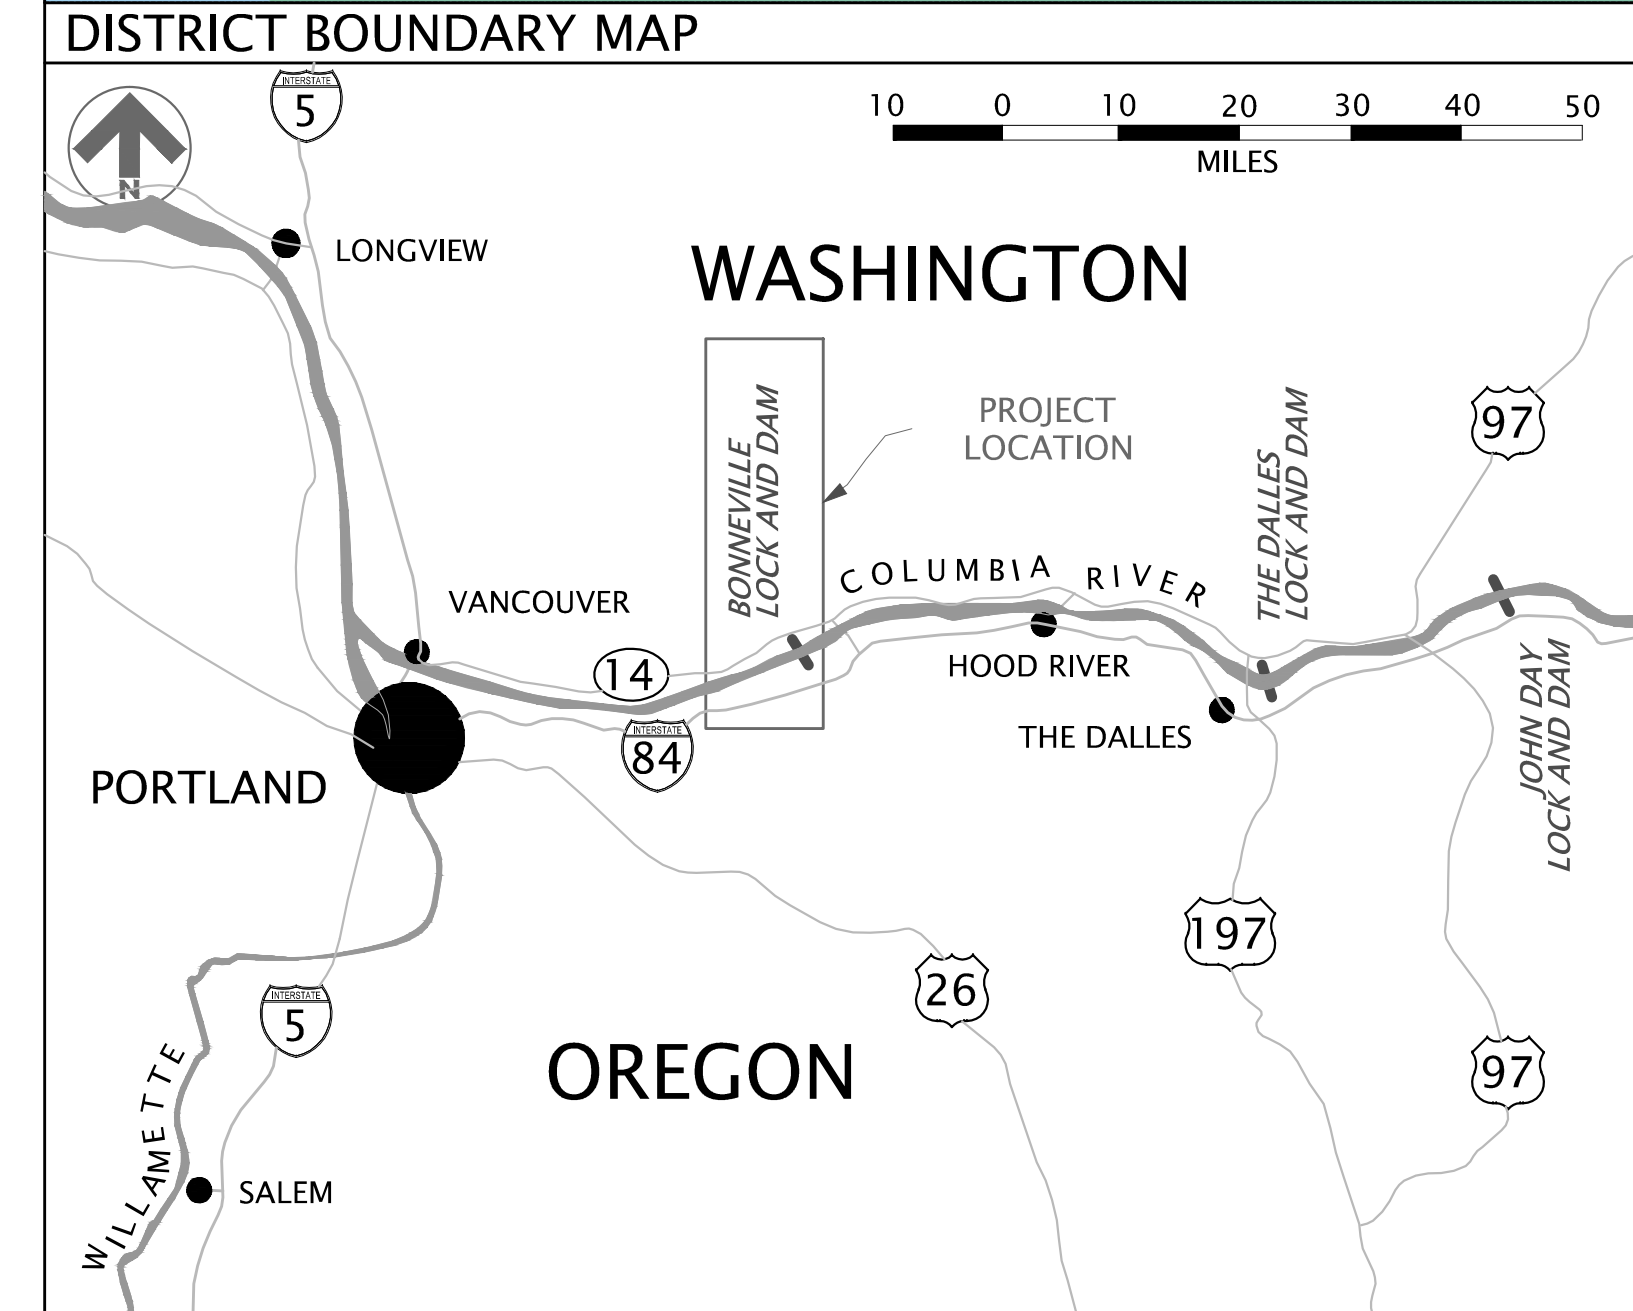 DISTRICT BOUNDARY MAP
INTERSTATE
5
10 0 10 20 30 40 50
MILES
N
LONGVIEW
WASHINGTON
PROJECT
LOCATION
BONNEVILLE
LOCK AND DAM
THE DALLES
LOCK AND DAM
97
COLUMBIA RIVER
VANCOUVER
14
HOOD RIVER
THE DALLES
INTERSTATE
84
JOHN DAY
LOCK AND DAM
PORTLAND
197
26
INTERSTATE
5
OREGON
97
WILLAMETTE
SALEM